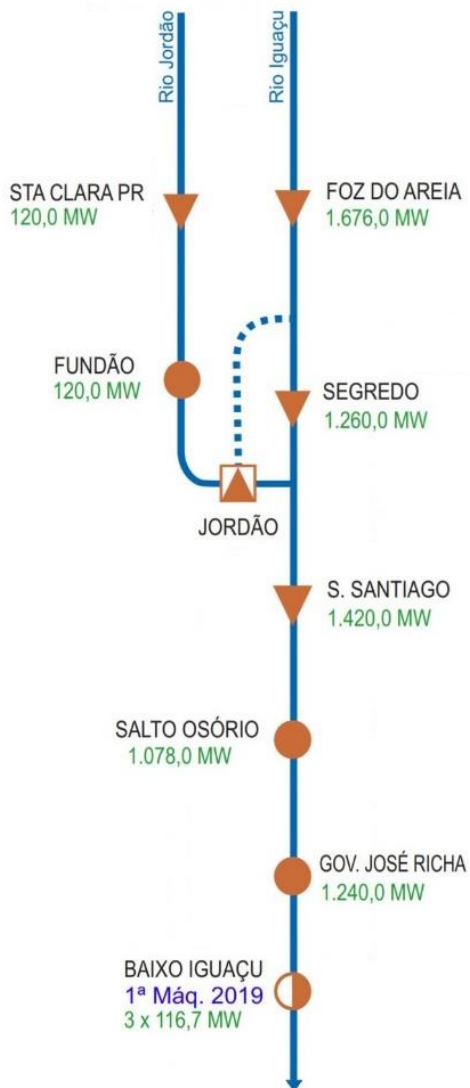 Rio Jordão
Rio Iguaçu
STA CLARA PR
120,0 MW
FOZ DO AREIA
1.676,0 MW
FUNDÃO
120,0 MW
SEGREDO
1.260,0 MW
JORDÃO
S. SANTIAGO
1.420,0 MW
SALTO OSÓRIO
1.078,0 MW
GOV. JOSÉ RICHA
1.240,0 MW
BAIXO IGUAÇU
1ª Máq. 2019
3 x 116,7 MW